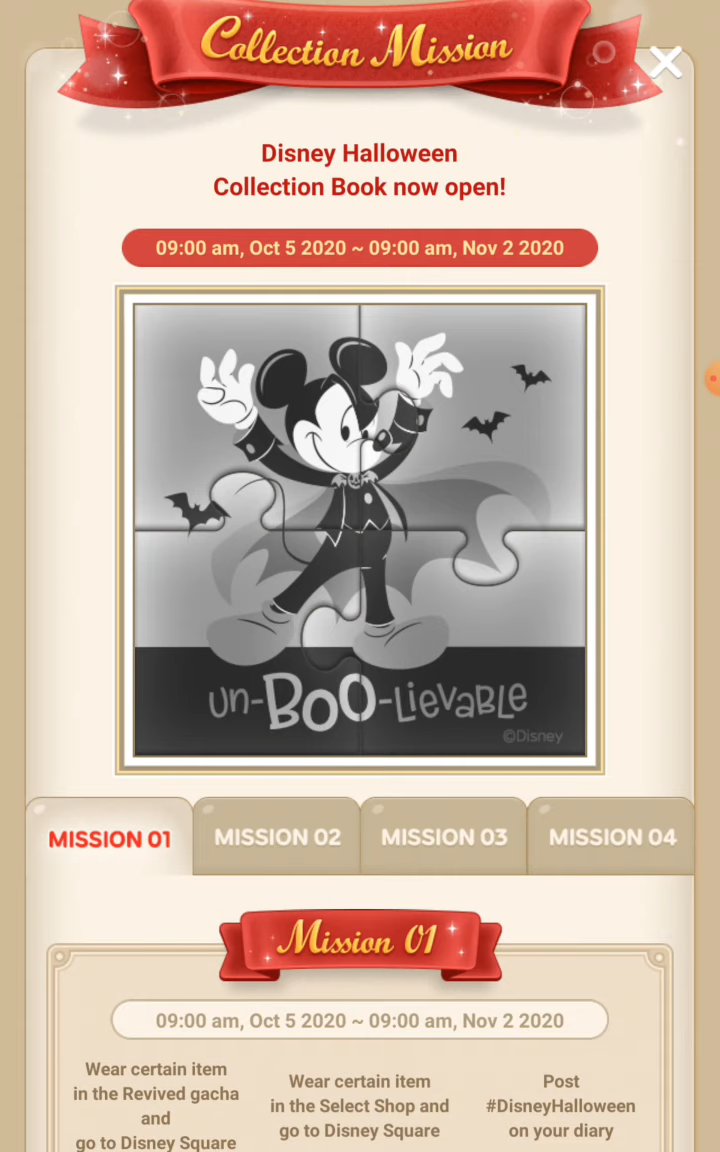 Collection Mission
Disney Halloween
Collection Book now open!
09:00 am, Oct 5 2020 ~ 09:00 am, Nov 2 2020
un-BOO-LievaBLe
©Disney
MISSION 01
MISSION 02
MISSION 03
MISSION 04
Mission 01
09:00 am, Oct 5 2020 ~ 09:00 am, Nov 2 2020
Wear certain item
in the Revived gacha
and
go to Disney Square
Wear certain item
in the Select Shop and
go to Disney Square
Post
#DisneyHalloween
on your diary